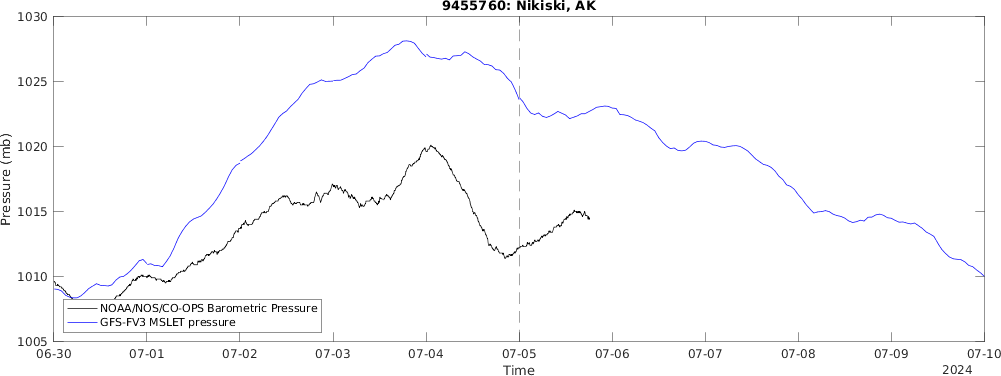 9455760: Nikiski, AK
1030
1025
1020
1015
1010
1005
Pressure (mb)
NOAA/NOS/CO-OPS Barometric Pressure
GFS-FV3 MSLET pressure
06-30 07-01 07-02 07-03 07-04 07-05 07-06 07-07 07-08 07-09 07-10
Time
2024